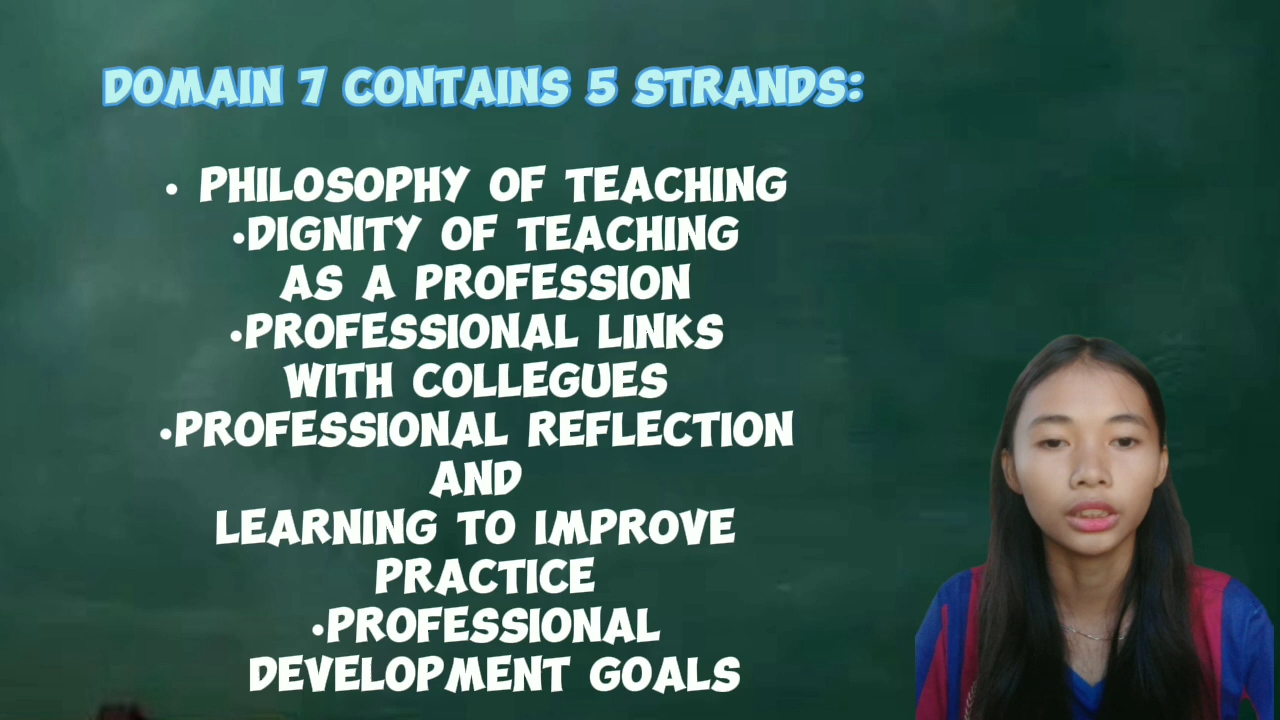 DOMAIN 7 CONTAINS 5 STRANDS:
• PHILOSOPHY OF TEACHING
•DIGNITY OF TEACHING
AS A PROFESSION
•PROFESSIONAL LINKS
WITH COLLEGUES
•PROFESSIONAL REFLECTION
AND
LEARNING TO IMPROVE
PRACTICE
•PROFESSIONAL
DEVELOPMENT GOALS